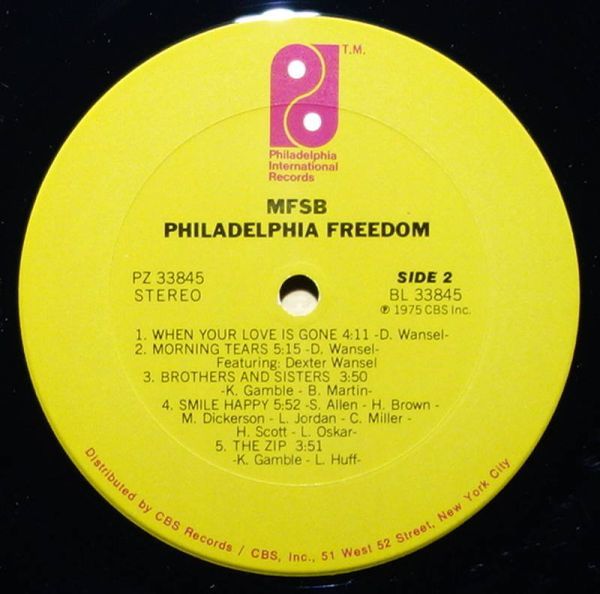 T.M.
Philadelphia
International
Records
MFSB
PHILADELPHIA FREEDOM
PZ 33845
STEREO
SIDE 2
BL 33845
℗ 1975 CBS Inc.
1. WHEN YOUR LOVE IS GONE 4:11 -D. Wansel-
2. MORNING TEARS 5:15 -D. Wansel-
Featuring: Dexter Wansel
3. BROTHERS AND SISTERS 3:50
-K. Gamble - B. Martin-
4. SMILE HAPPY 5:52 -S. Allen - H. Brown -
M. Dickerson - L. Jordan - C. Miller -
H. Scott - L. Oskar-
5. THE ZIP 3:51
-K. Gamble - L. Huff-
Distributed by CBS Records / CBS, Inc., 51 West 52 Street, New York City